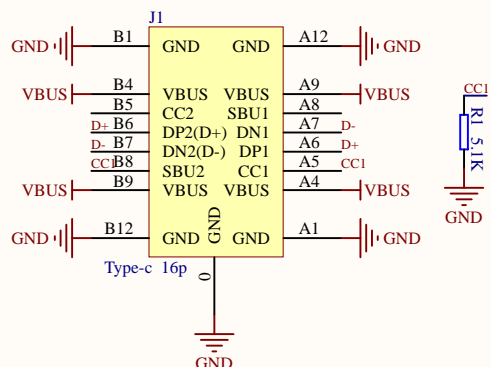 J1
GND B1 GND GND A12 GND
VBUS B4 VBUS VBUS A9 VBUS
B5 CC2 SBU1 A8
D+ B6 DP2(D+) DN1 A7 D-
D- B7 DN2(D-) DP1 A6 D+
CC1 B8 SBU2 CC1 A5 CC1
VBUS B9 VBUS VBUS A4 VBUS
GND B12 GND GND GND A1 GND
Type-c 16p
0
GND
CC1
R1 5.1K
GND